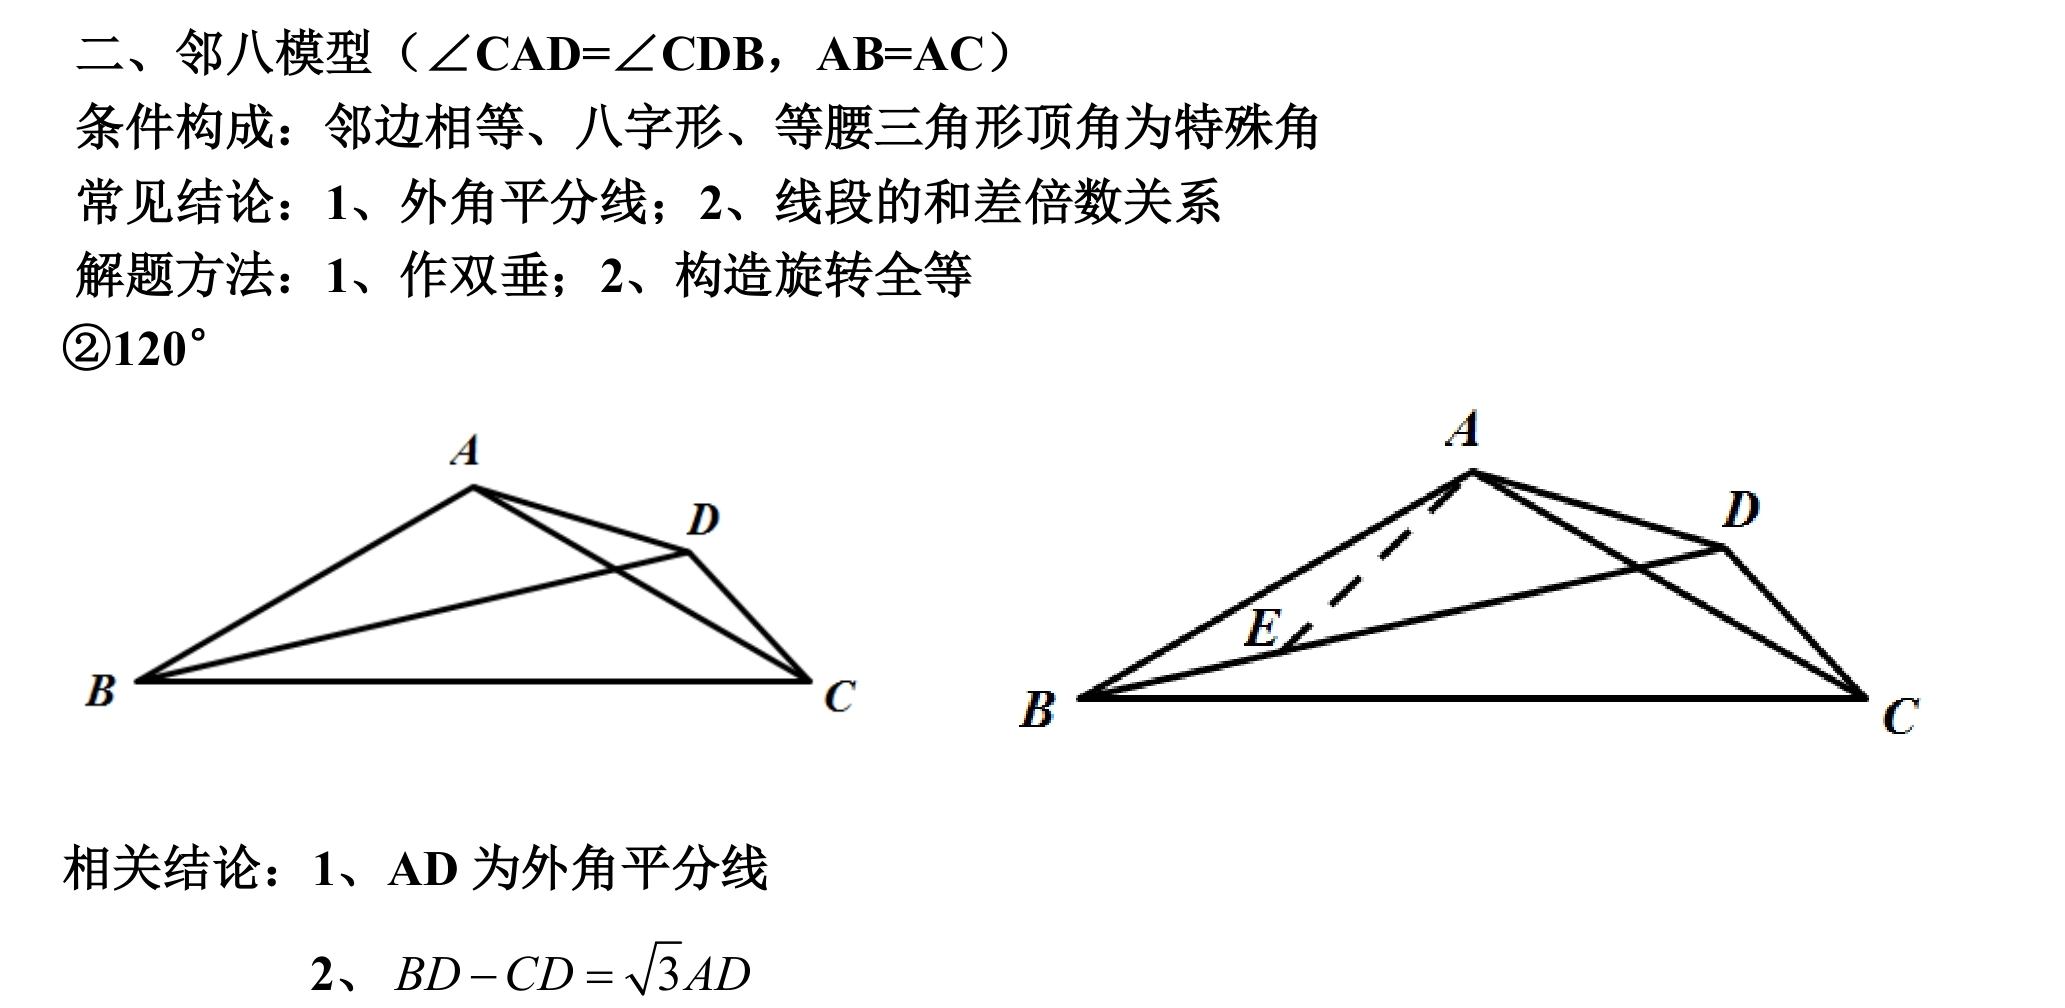 二、邻八模型（∠CAD=∠CDB，AB=AC）
条件构成：邻边相等、八字形、等腰三角形顶角为特殊角
常见结论：1、外角平分线；2、线段的和差倍数关系
解题方法：1、作双垂；2、构造旋转全等
②120°
A
D
B
C
A
D
E
B
C
相关结论：1、AD 为外角平分线
2、BD－CD＝√3AD